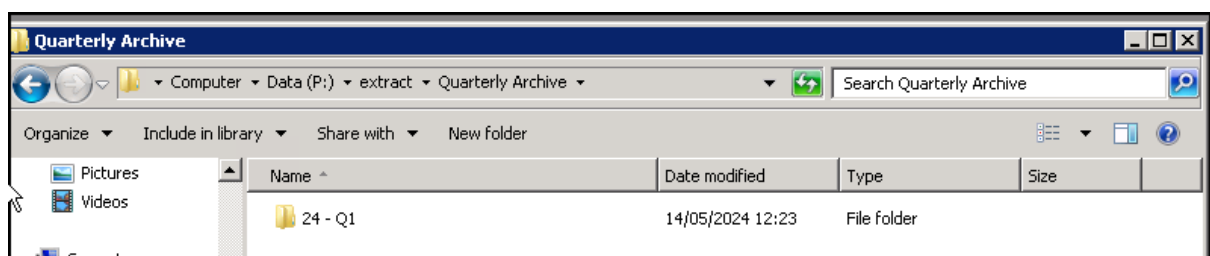 Quarterly Archive
Computer Data (P:) extract Quarterly Archive Search Quarterly Archive
Organize Include in library Share with New folder
Pictures Name Date modified Type Size
Videos
24 - Q1 14/05/2024 12:23 File folder